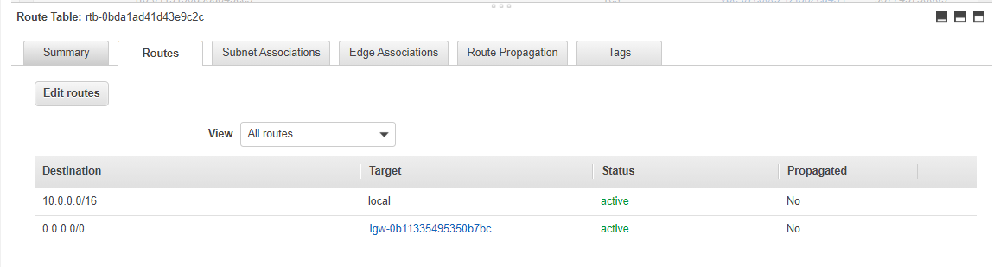 Route Table: rtb-0bda1ad41d43e9c2c
Summary Routes Subnet Associations Edge Associations Route Propagation Tags
Edit routes
View All routes
Destination Target Status Propagated
10.0.0.0/16 local active No
0.0.0.0/0 igw-0b11335495350b7bc active No